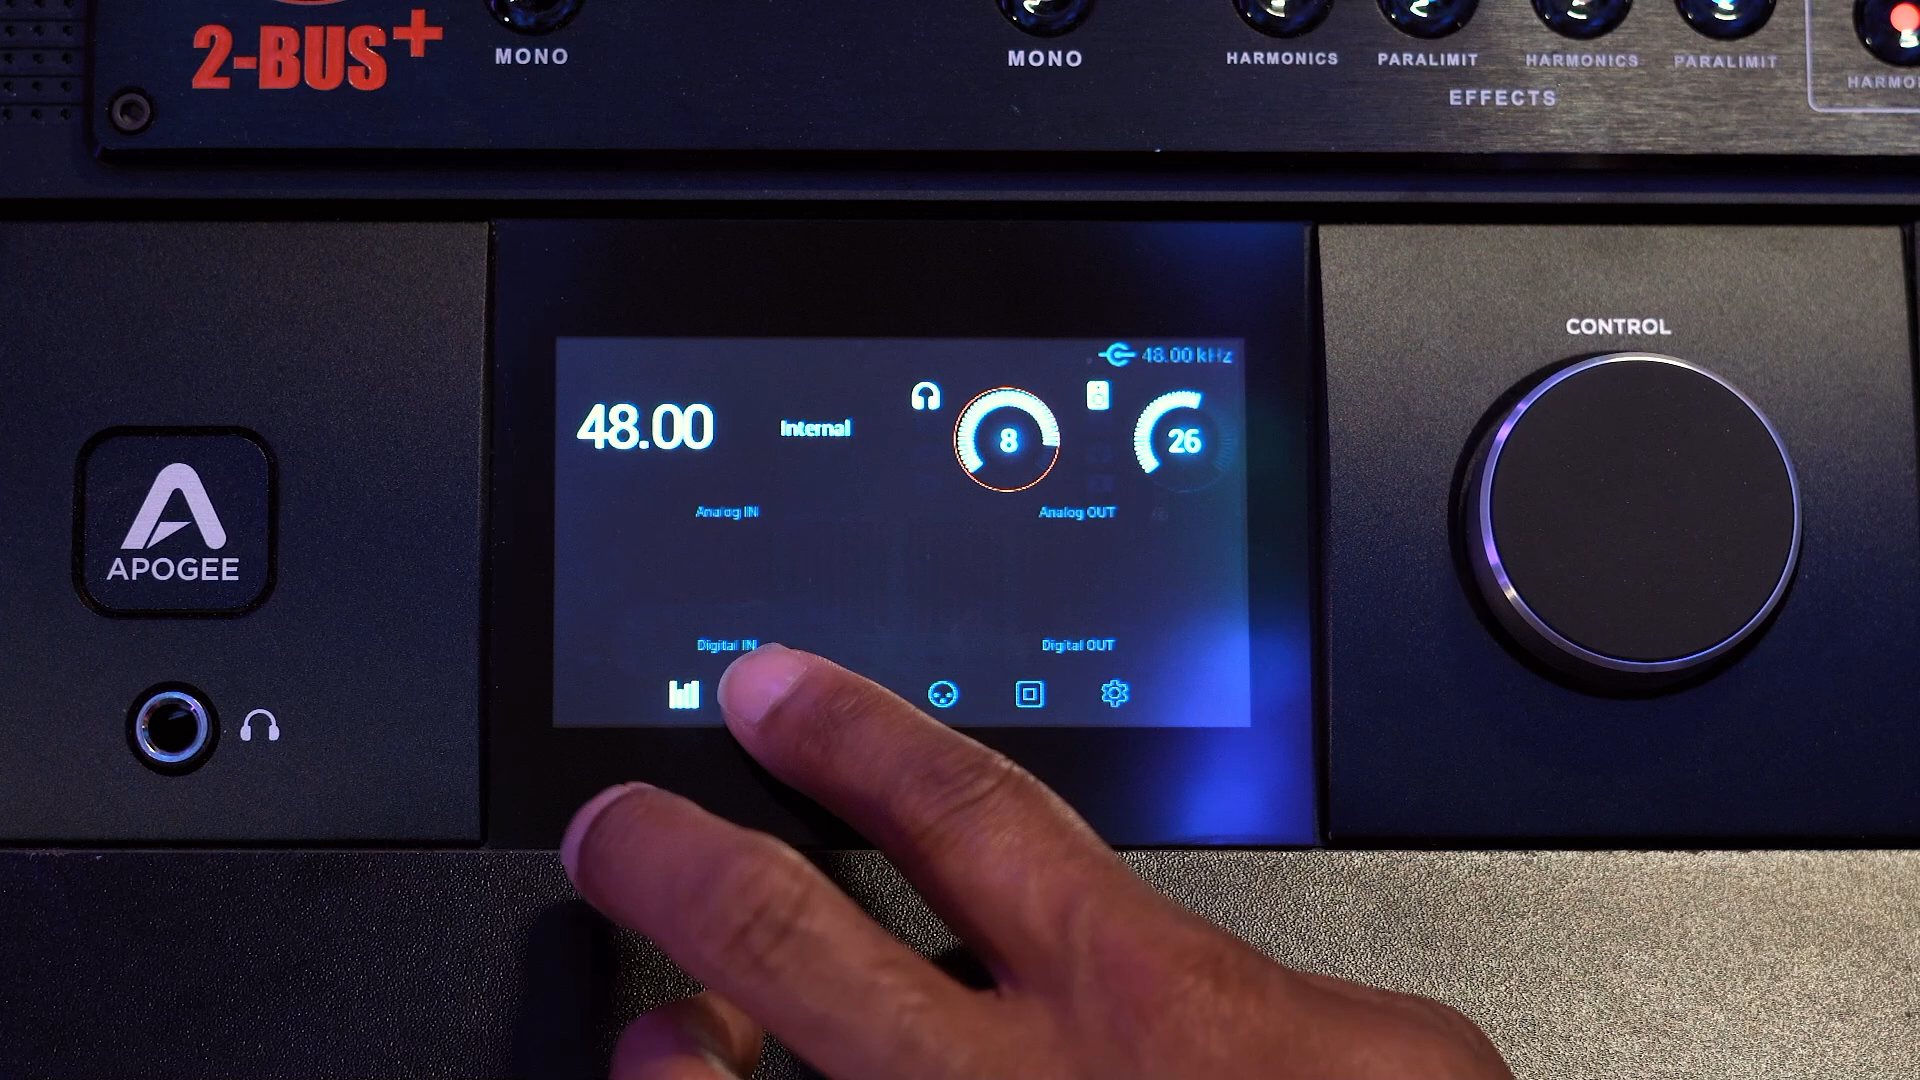 2-BUS+
MONO
MONO
HARMONICS
PARALIMIT
HARMONICS
PARALIMIT
EFFECTS
48.00 kHz
48.00
Internal
8
26
Analog IN
Analog OUT
Digital IN
Digital OUT
CONTROL
APOGEE